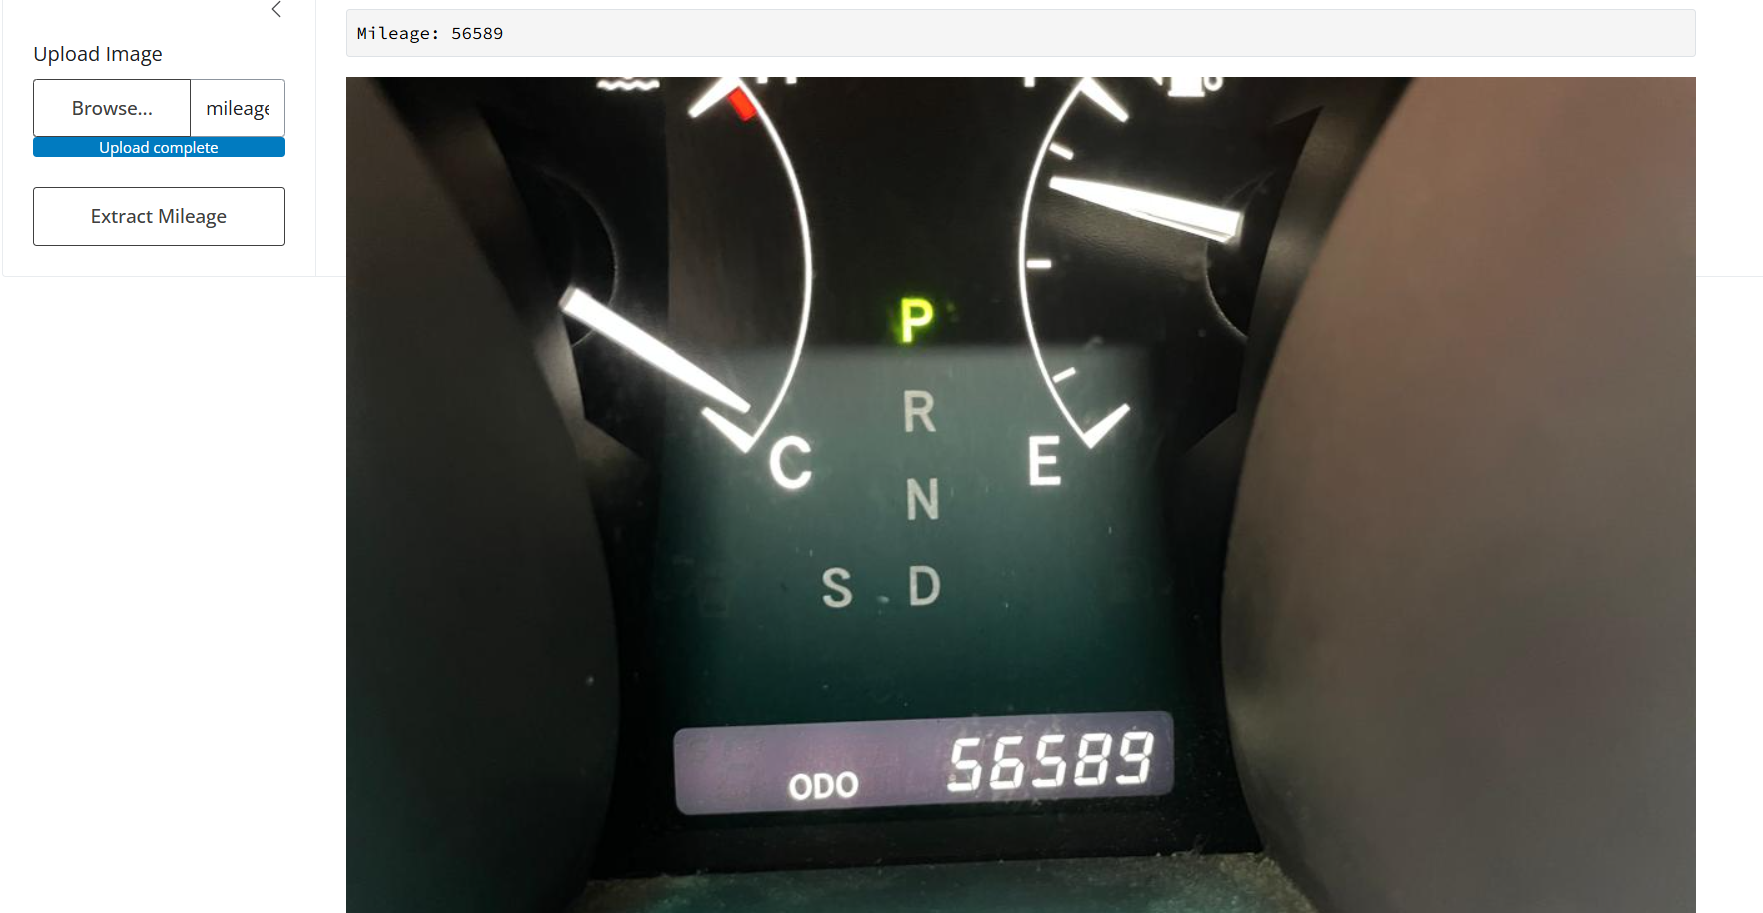 Upload Image
Browse...
mileage
Upload complete
Extract Mileage
Mileage: 56589
P
R
C
E
N
S
D
ODO
56589